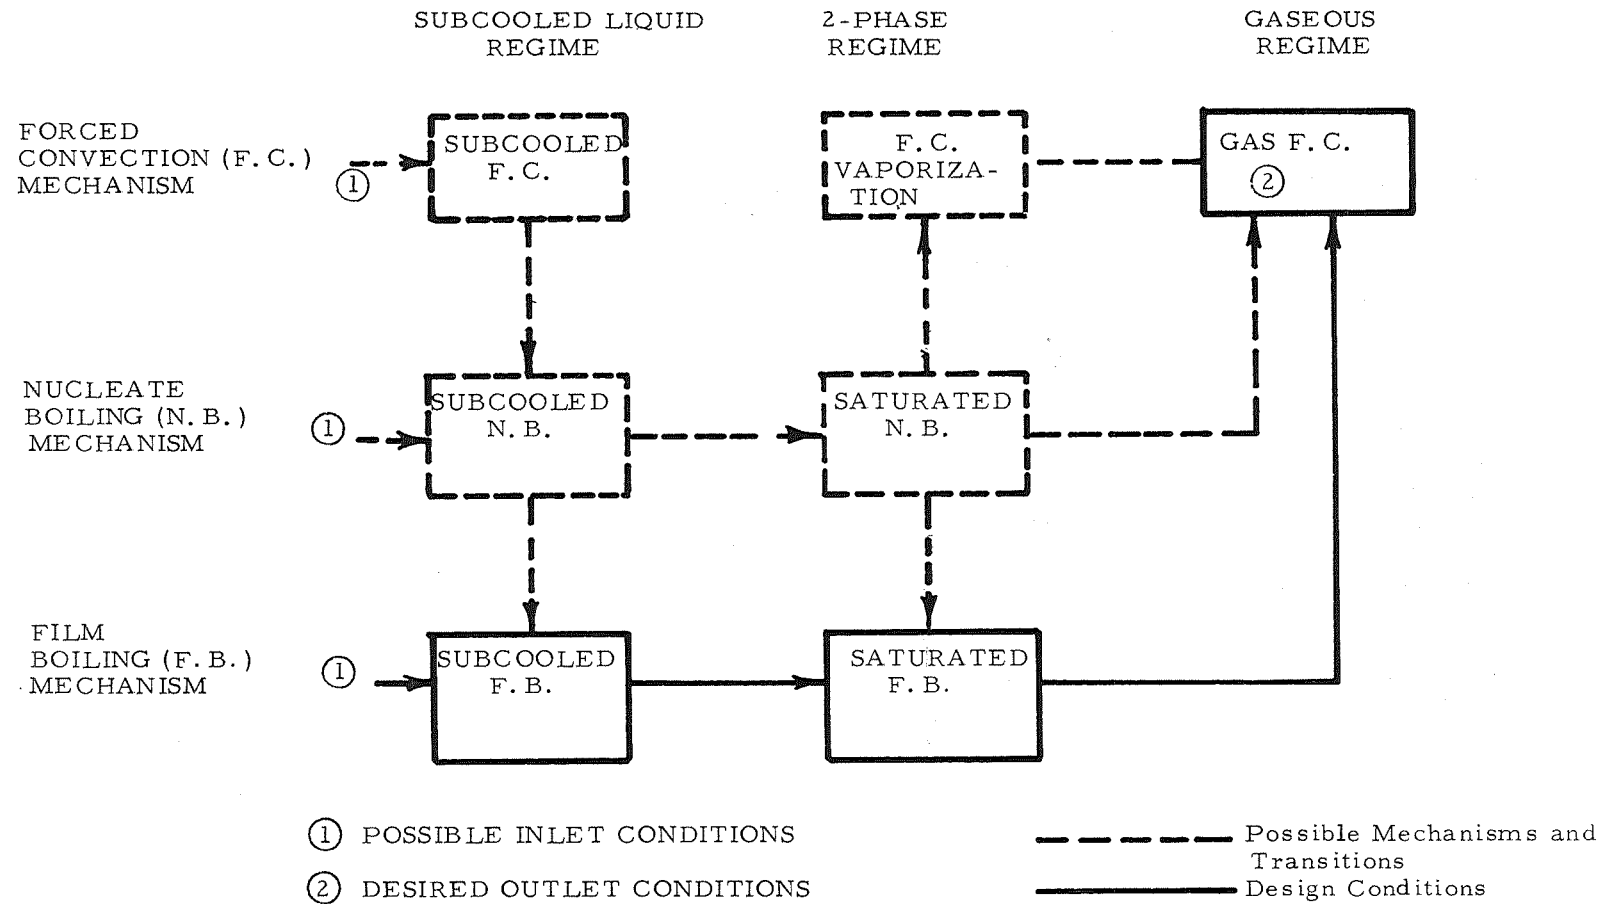 SUBCOOLED LIQUID
REGIME
2-PHASE
REGIME
GASEOUS
REGIME
FORCED
CONVECTION (F. C.)
MECHANISM
①
SUBCOOLED
F. C.
F. C.
VAPORIZA-
TION
GAS F. C.
②
NUCLEATE
BOILING (N. B.)
MECHANISM
①
SUBCOOLED
N. B.
SATURATED
N. B.
FILM
BOILING (F. B.)
MECHANISM
①
SUBCOOLED
F. B.
SATURATED
F. B.
① POSSIBLE INLET CONDITIONS
② DESIRED OUTLET CONDITIONS
Possible Mechanisms and
Transitions
Design Conditions